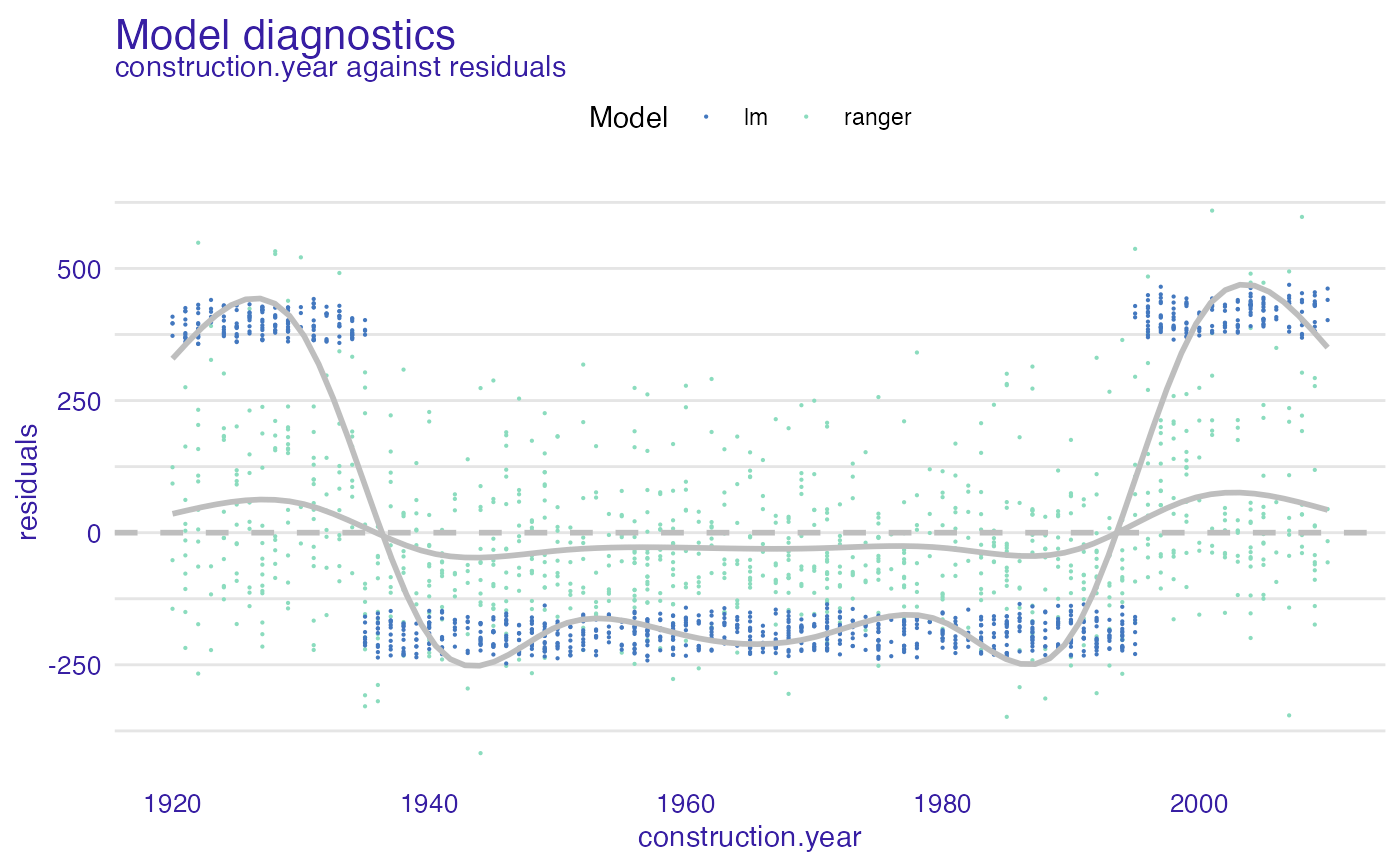 Model diagnostics
construction.year against residuals
Model lm ranger
500
250
0
-250
residuals
1920 1940 1960 1980 2000
construction.year